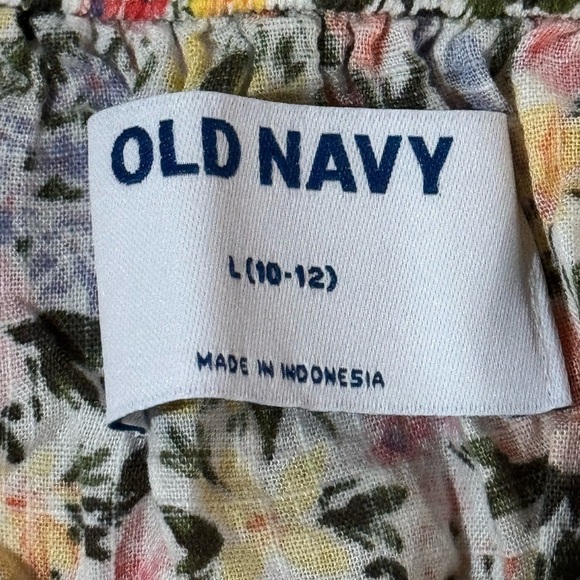 OLD NAVY
L (10-12)
MADE IN INDONESIA